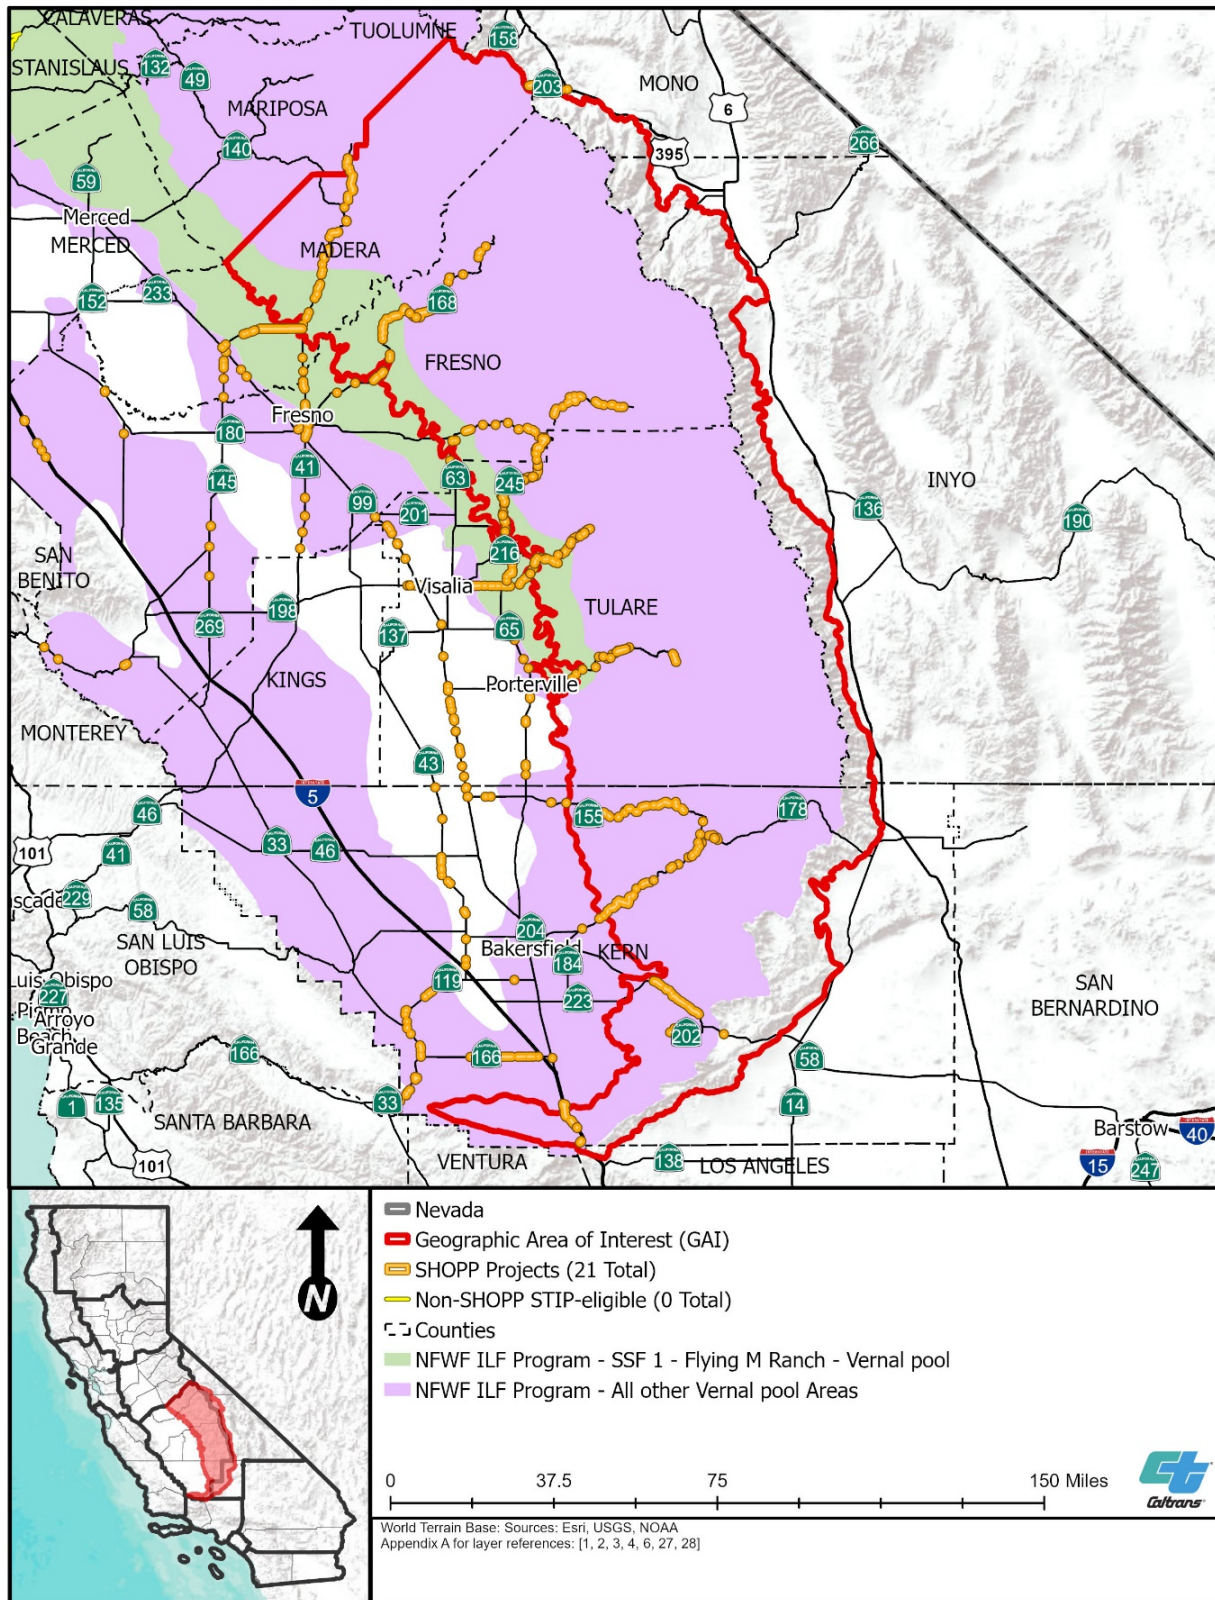 CALAVERAS
TUOLUMNE
158
STANISLAUS
132
49
203
MONO
MARIPOSA
6
140
395
266
59
Merced
MERCED
MADERA
152
233
168
FRESNO
Fresno
180
41
145
63
245
INYO
99
201
136
190
SAN
BENITO
216
Visalia
TULARE
198
269
137
65
KINGS
Porterville
MONTEREY
43
5
46
155
178
33
46
101
41
scade
229
58
204
SAN LUIS
OBISPO
Bakersfield
KERN
184
119
Luis Obispo
227
Pismo
Beach
Arroyo
Grande
223
SAN
BERNARDINO
202
166
166
58
1
135
33
14
SANTA BARBARA
Barstow
40
101
VENTURA
138
LOS ANGELES
15
247
N
Nevada
Geographic Area of Interest (GAI)
SHOPP Projects (21 Total)
Non-SHOPP STIP-eligible (0 Total)
Counties
NFWF ILF Program - SSF 1 - Flying M Ranch - Vernal pool
NFWF ILF Program - All other Vernal pool Areas
0 37.5 75 150 Miles
Caltrans
World Terrain Base: Sources: Esri, USGS, NOAA
Appendix A for layer references: [1, 2, 3, 4, 6, 27, 28]